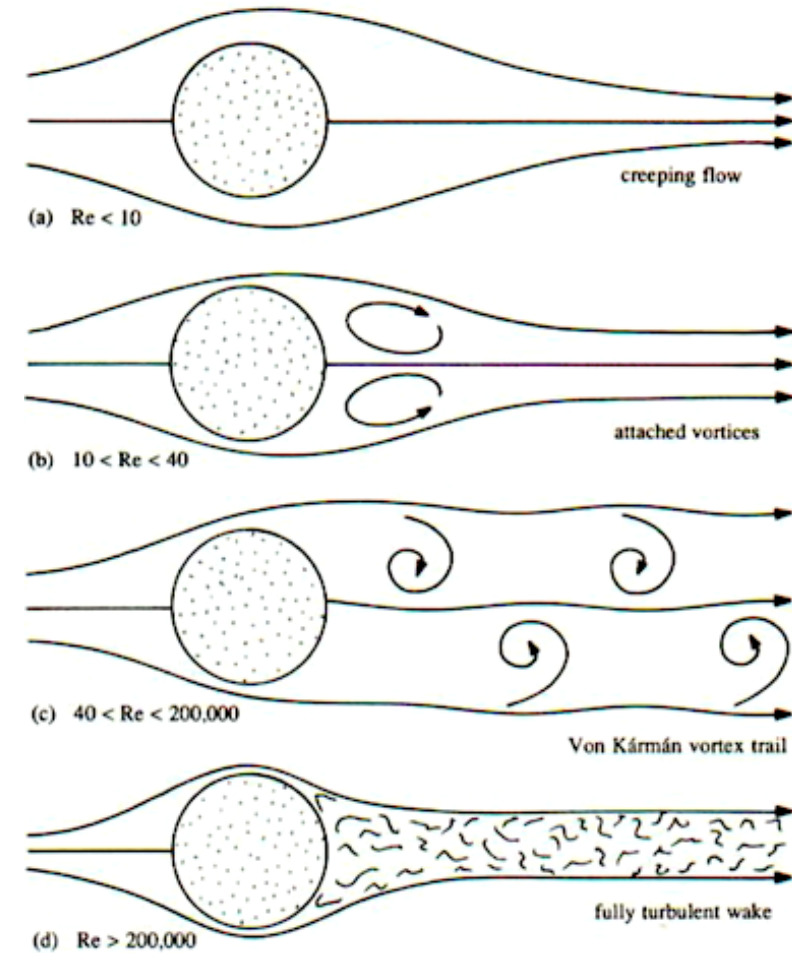 creeping flow
(a) Re < 10
attached vortices
(b) 10 < Re < 40
(c) 40 < Re < 200,000
Von Kármán vortex trail
fully turbulent wake
(d) Re > 200,000